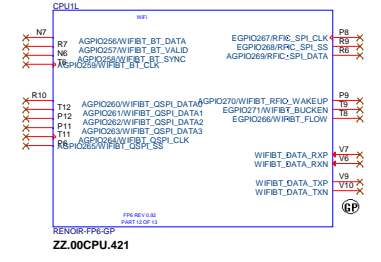 CPU1L
WiFi
N7 AGPIO256/WIFIBT_BT_DATA EGPIO267/RFIC_SPI_CLK P8
R7 AGPIO257/WIFIBT_BT_VALID EGPIO268/RFIC_SPI_SS R9
N6 AGPIO258/WIFIBT_BT_SYNC AGPIO269/RFIC_SPI_DATA R6
T6 AGPIO259/WIFIBT_BT_CLK
R10 AGPIO260/WIFIBT_QSPI_DATA0 AGPIO270/WIFIBT_RFIO_WAKEUP P9
T12 AGPIO261/WIFIBT_QSPI_DATA1 EGPIO271/WIFIBT_BUCKEN T9
P12 AGPIO262/WIFIBT_QSPI_DATA2 EGPIO266/WIFIBT_FLOW T8
P11 AGPIO263/WIFIBT_QSPI_DATA3
T11 AGPIO264/WIFIBT_QSPI_CLK
AGPIO265/WIFIBT_QSPI_SS
WIFIBT_DATA_RXP V7
WIFIBT_DATA_RXN V6
WIFIBT_DATA_TXP V9
WIFIBT_DATA_TXN V10
GP
FP6 REV 0.92
PART 12 OF 13
RENOIR-FP6-GP
ZZ.00CPU.421